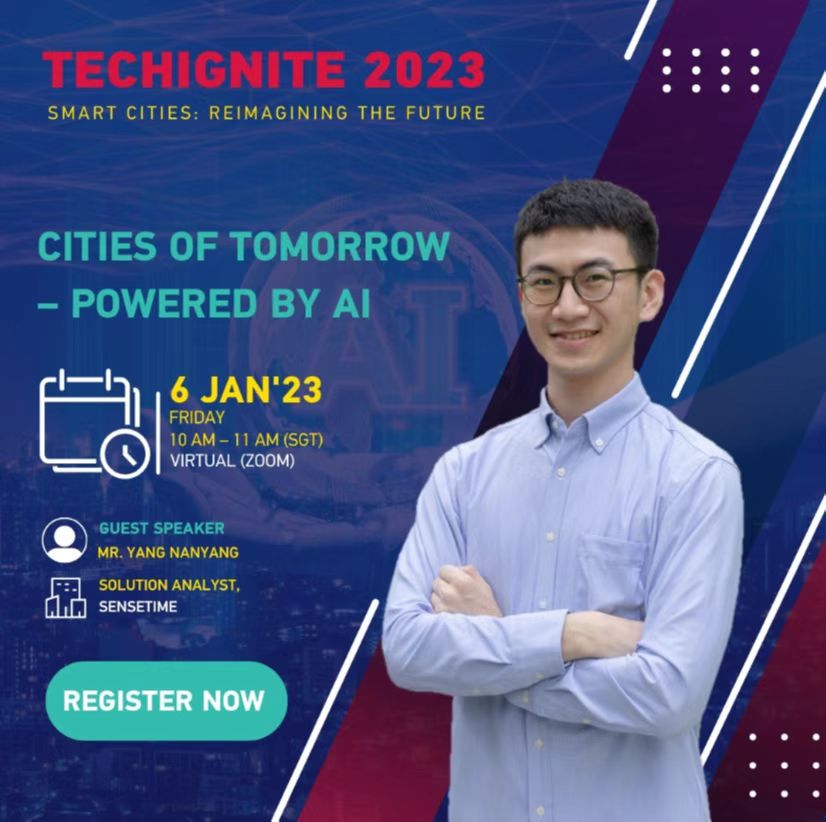 TECHIGNITE 2023
SMART CITIES: REIMAGINING THE FUTURE
CITIES OF TOMORROW
– POWERED BY AI
AI
6 JAN'23
FRIDAY
10 AM – 11 AM (SGT)
VIRTUAL (ZOOM)
GUEST SPEAKER
MR. YANG NANYANG
SOLUTION ANALYST,
SENSETIME
REGISTER NOW